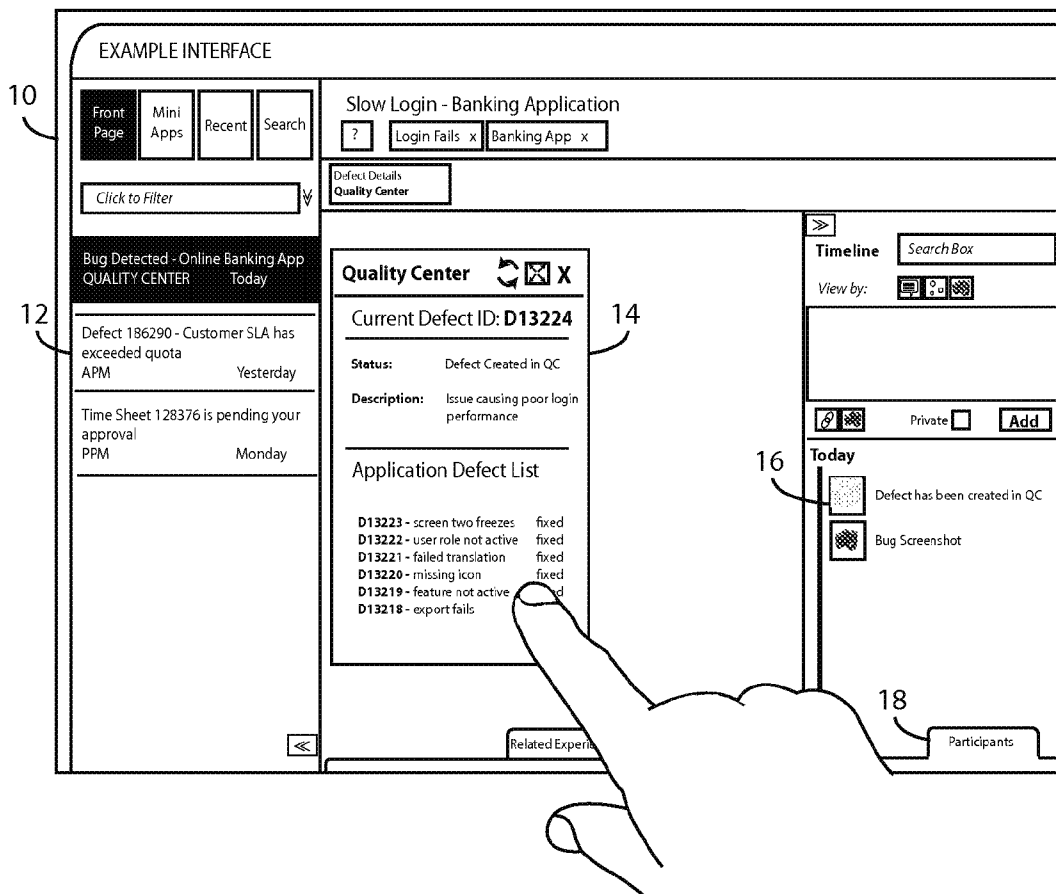 EXAMPLE INTERFACE
10
Front
Page
Mini
Apps
Recent
Search
Click to Filter
Bug Detected - Online Banking App
QUALITY CENTER Today
12
Defect 186290 - Customer SLA has
exceeded quota
APM Yesterday
Time Sheet 128376 is pending your
approval
PPM Monday
Slow Login - Banking Application
? Login Fails x Banking App x
Defect Details
Quality Center
Quality Center X
Current Defect ID: D13224
14
Status: Defect Created in QC
Description: Issue causing poor login
performance
Application Defect List
D13223 - screen two freezes fixed
D13222 - user role not active fixed
D13221 - failed translation fixed
D13220 - missing icon fixed
D13219 - feature not active
D13218 - export fails
Related
Timeline Search Box
View by:
Private Add
Today
16
Defect has been created in QC
Bug Screenshot
18
Participants